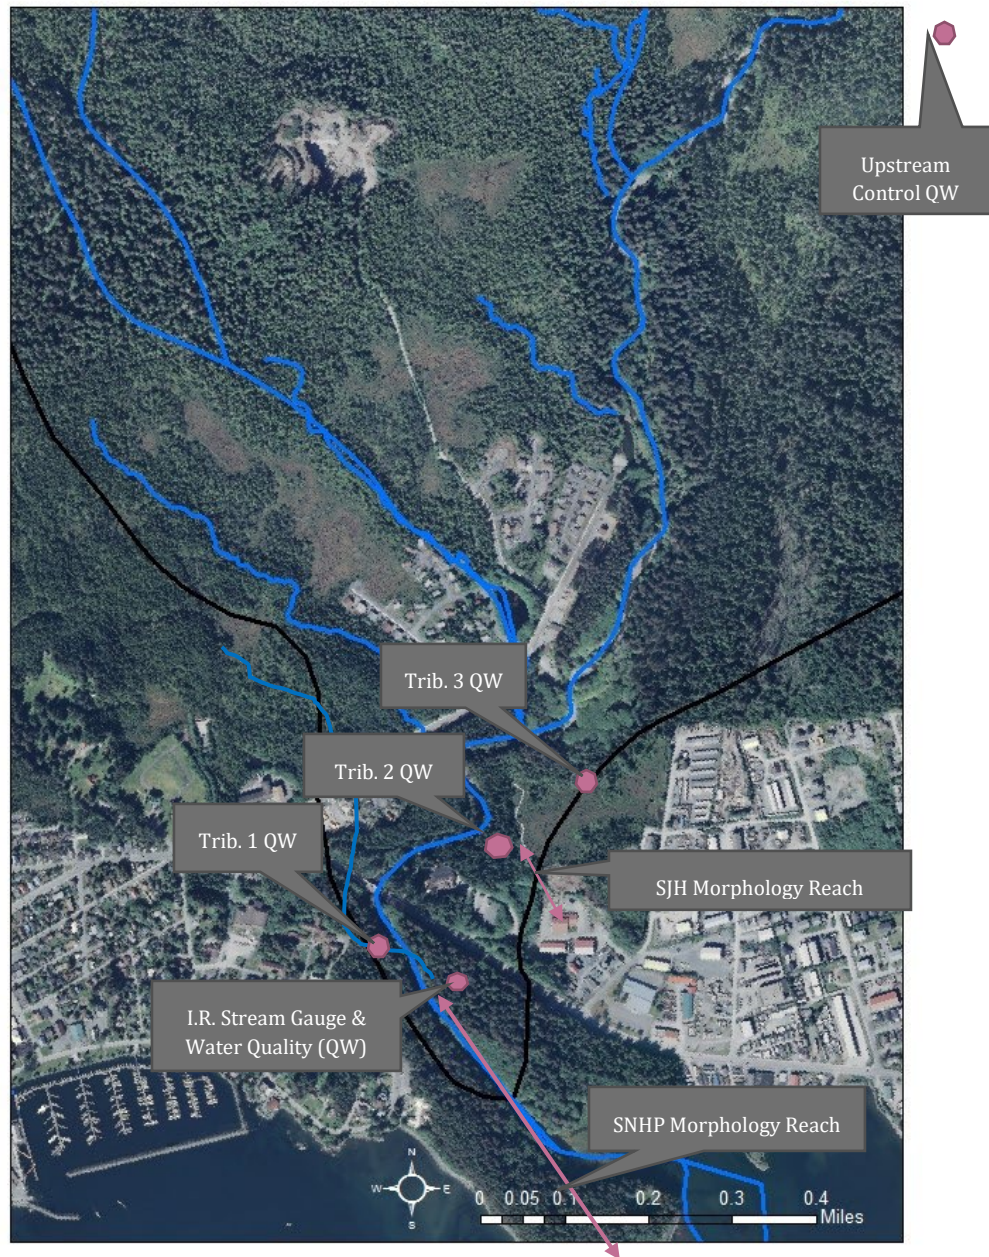 Upstream
Control QW
Trib. 3 QW
Trib. 2 QW
Trib. 1 QW
SJH Morphology Reach
I.R. Stream Gauge &
Water Quality (QW)
SNHP Morphology Reach
N
W E
S
0 0.05 0.1 0.2 0.3 0.4
Miles